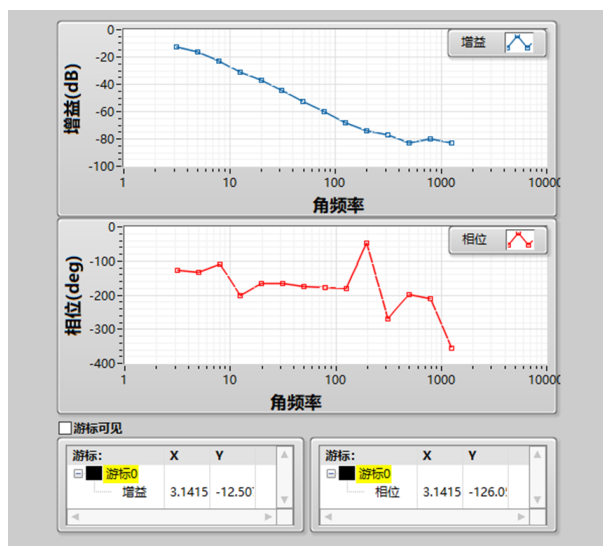 增益
0
-20
-40
-60
-80
-100
增益(dB)
1 10 100 1000 10000
角频率
相位
0
-100
-200
-300
-400
相位(deg)
1 10 100 1000 10000
角频率
游标可见
游标: X Y
游标0
增益 3.1415 -12.507
游标: X Y
游标0
相位 3.1415 -126.05